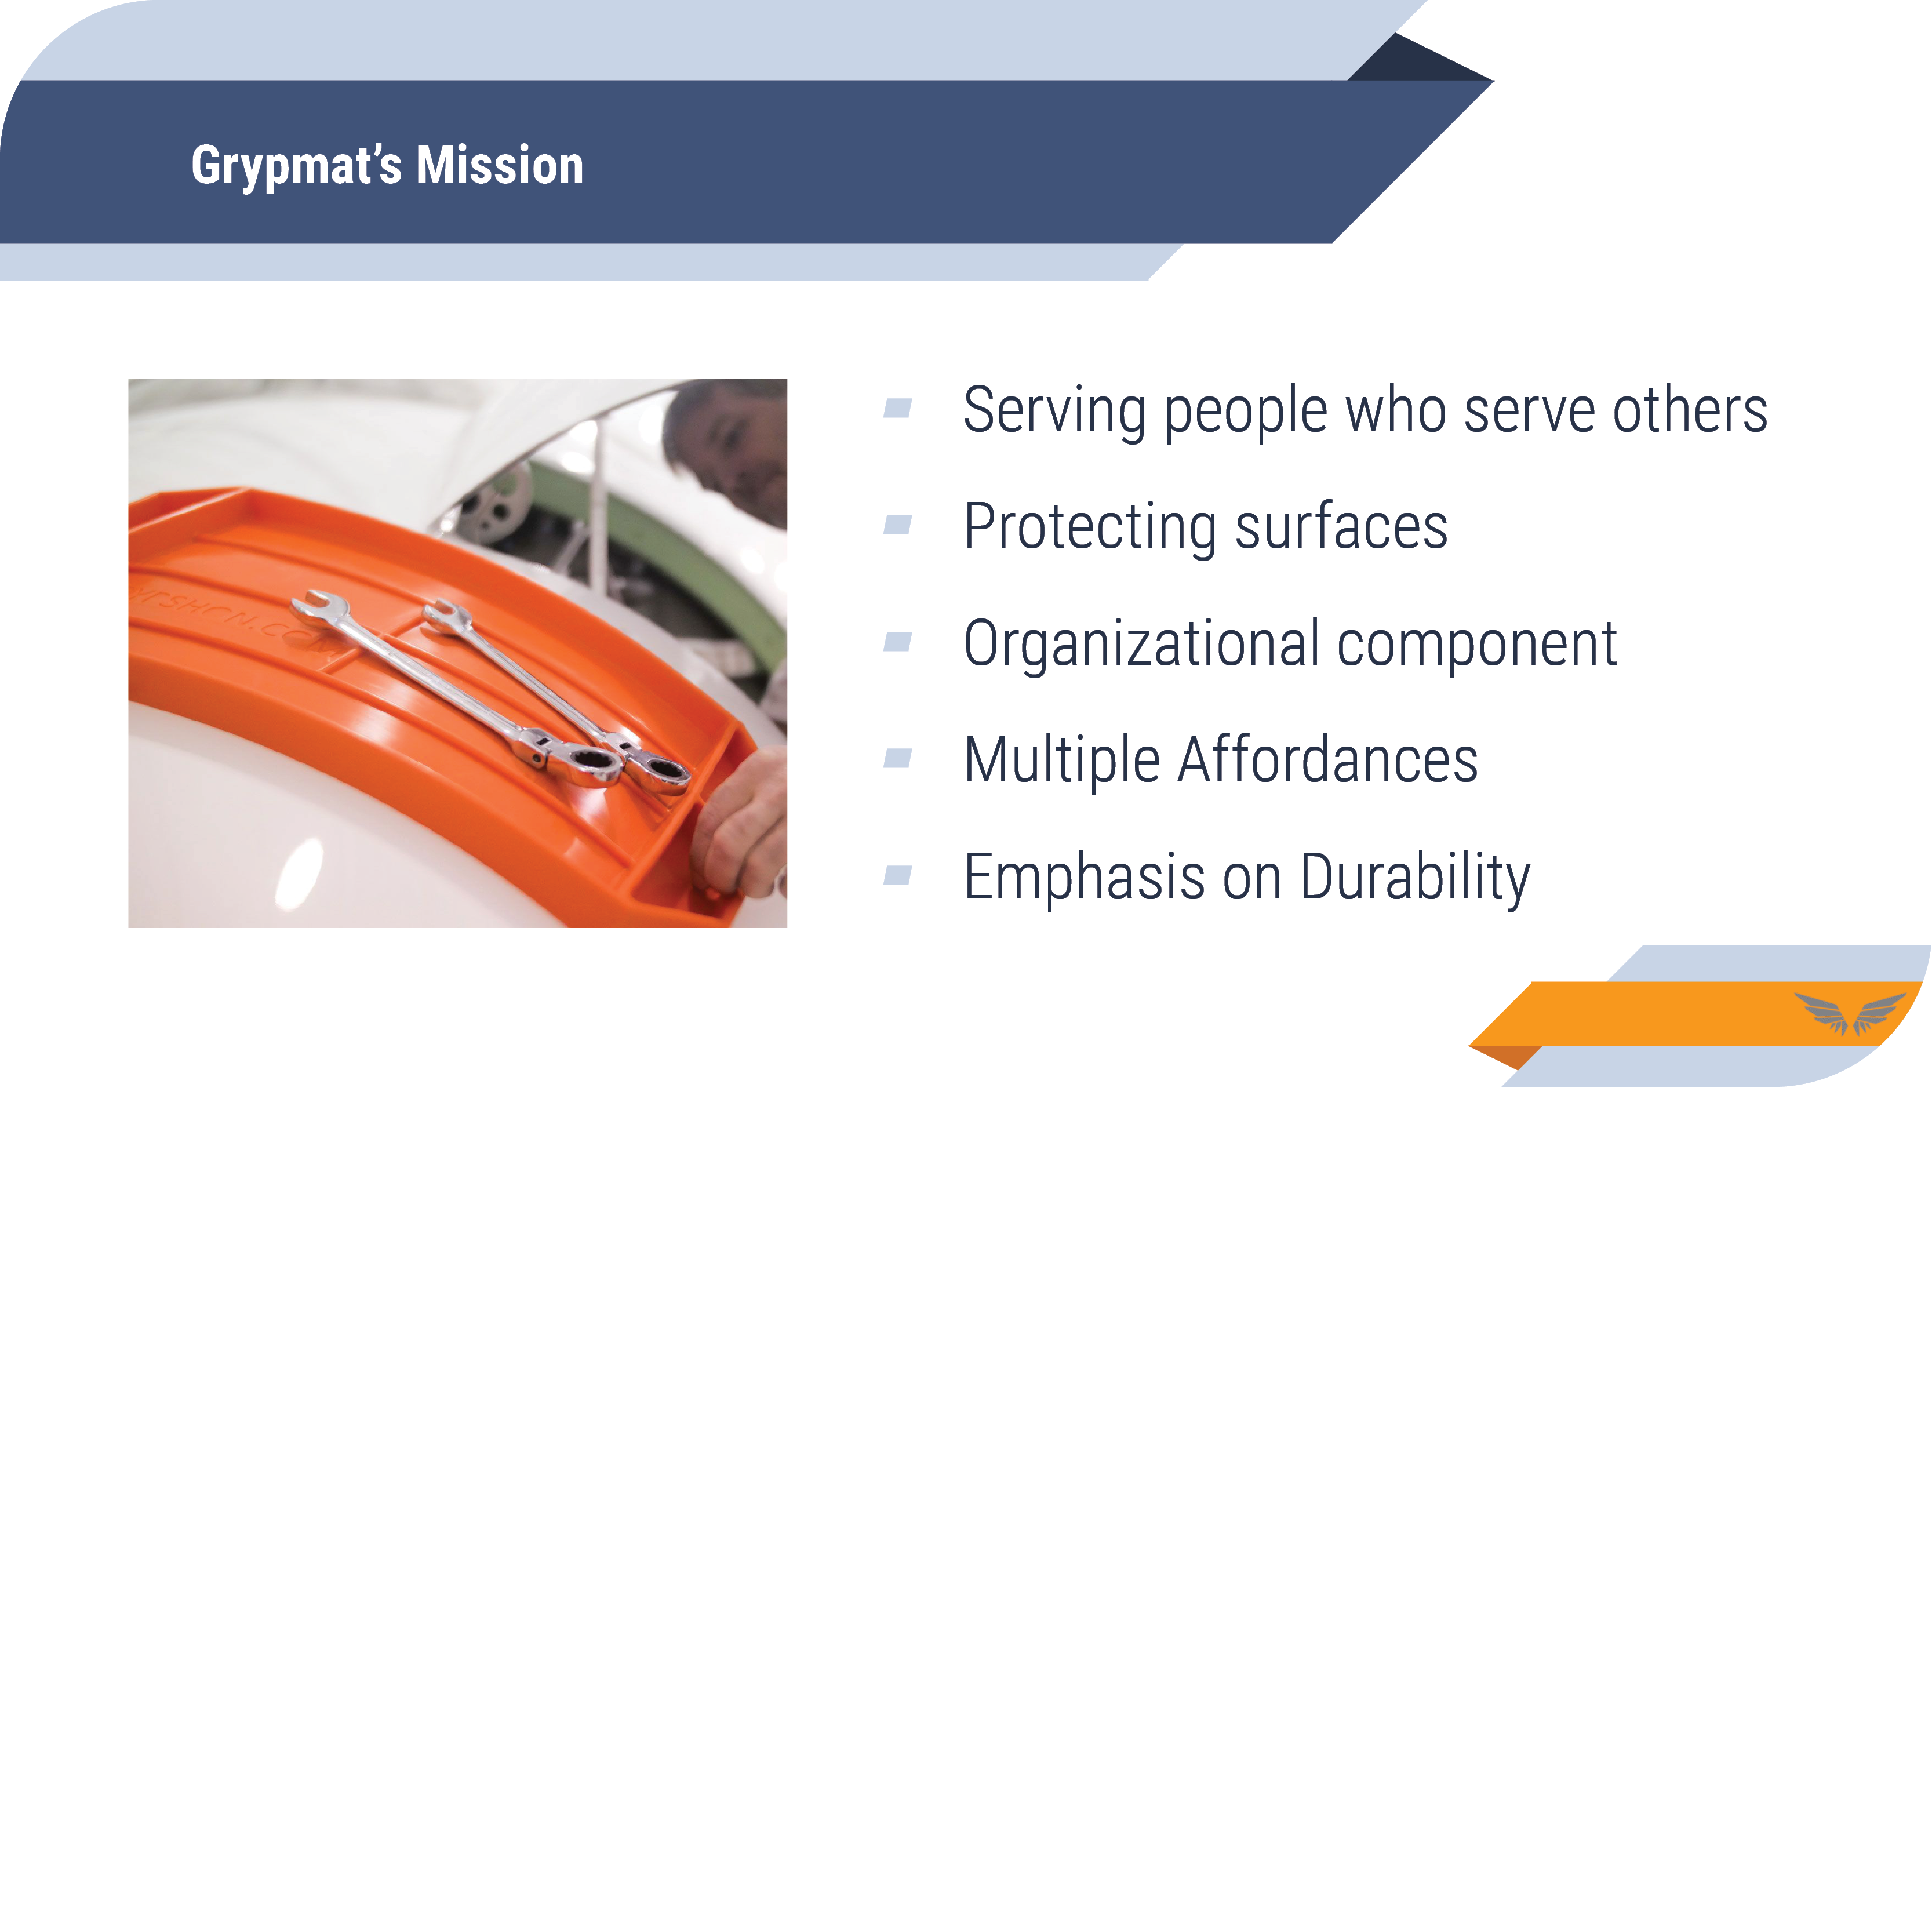 Grypmat’s Mission
Serving people who serve others
Protecting surfaces
Organizational component
Multiple Affordances
Emphasis on Durability